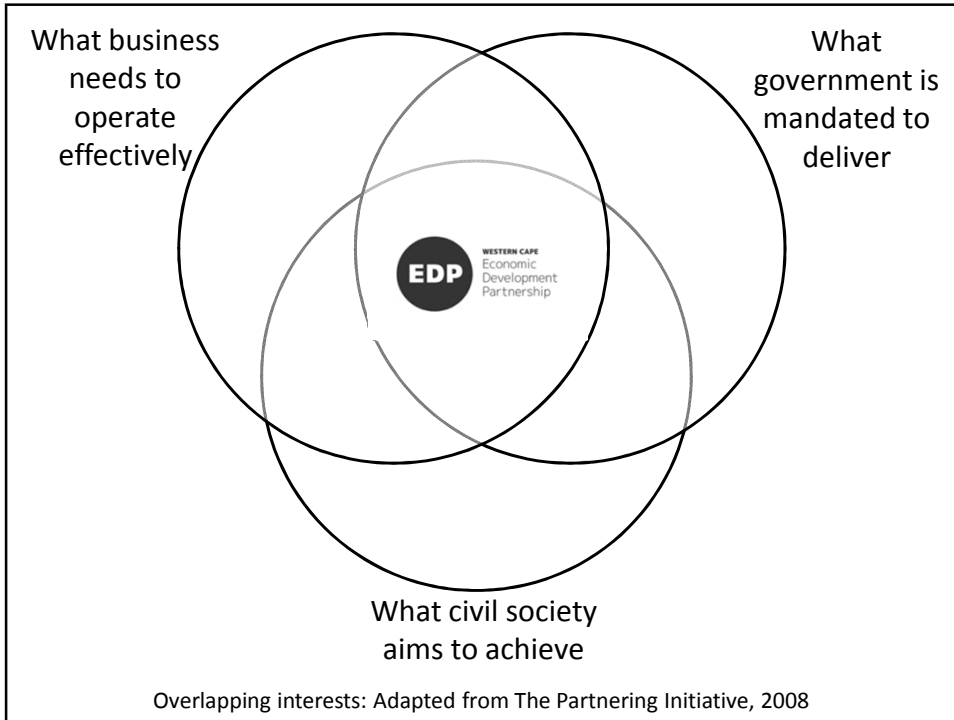 What business
needs to
operate
effectively
What
government is
mandated to
deliver
EDP
WESTERN CAPE
Economic
Development
Partnership
What civil society
aims to achieve
Overlapping interests: Adapted from The Partnering Initiative, 2008